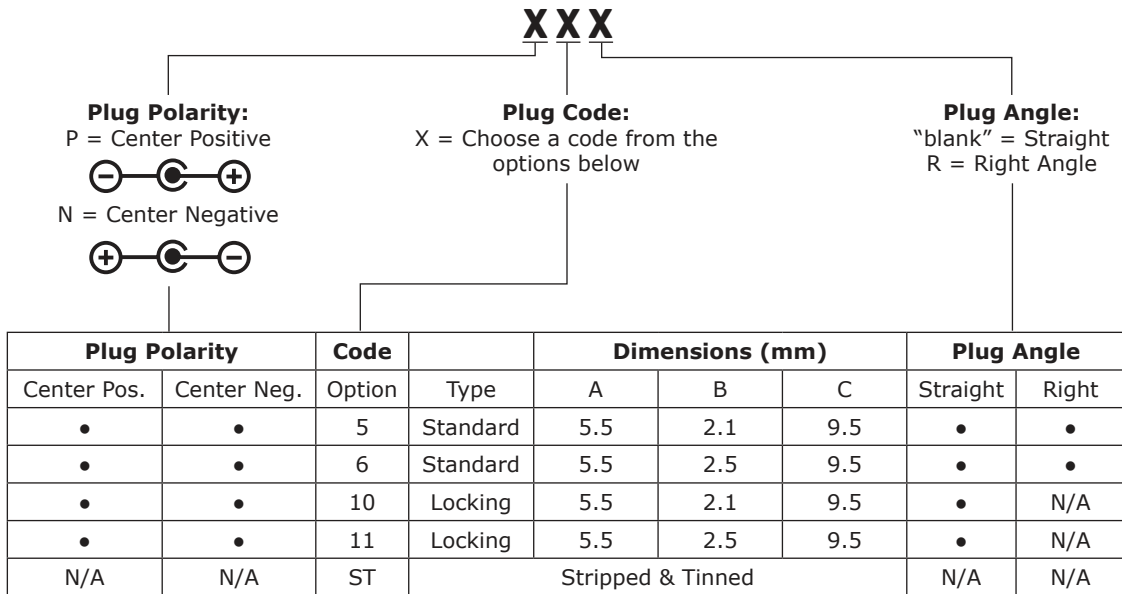 X X X
Plug Polarity:
P = Center Positive
N = Center Negative
Plug Code:
X = Choose a code from the
options below
Plug Angle:
“blank” = Straight
R = Right Angle
Plug Polarity Code Dimensions (mm) Plug Angle
Center Pos. Center Neg. Option Type A B C Straight Right
● ● 5 Standard 5.5 2.1 9.5 ● ●
● ● 6 Standard 5.5 2.5 9.5 ● ●
● ● 10 Locking 5.5 2.1 9.5 ● N/A
● ● 11 Locking 5.5 2.5 9.5 ● N/A
N/A N/A ST Stripped & Tinned N/A N/A